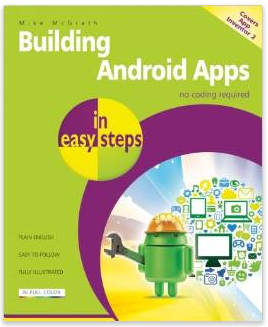 Mike McGrath
Covers
App
Inventor 2
Building
Android Apps
no coding required
in
easy steps
PLAIN ENGLISH
EASY TO FOLLOW
FULLY ILLUSTRATED
IN FULL COLOR